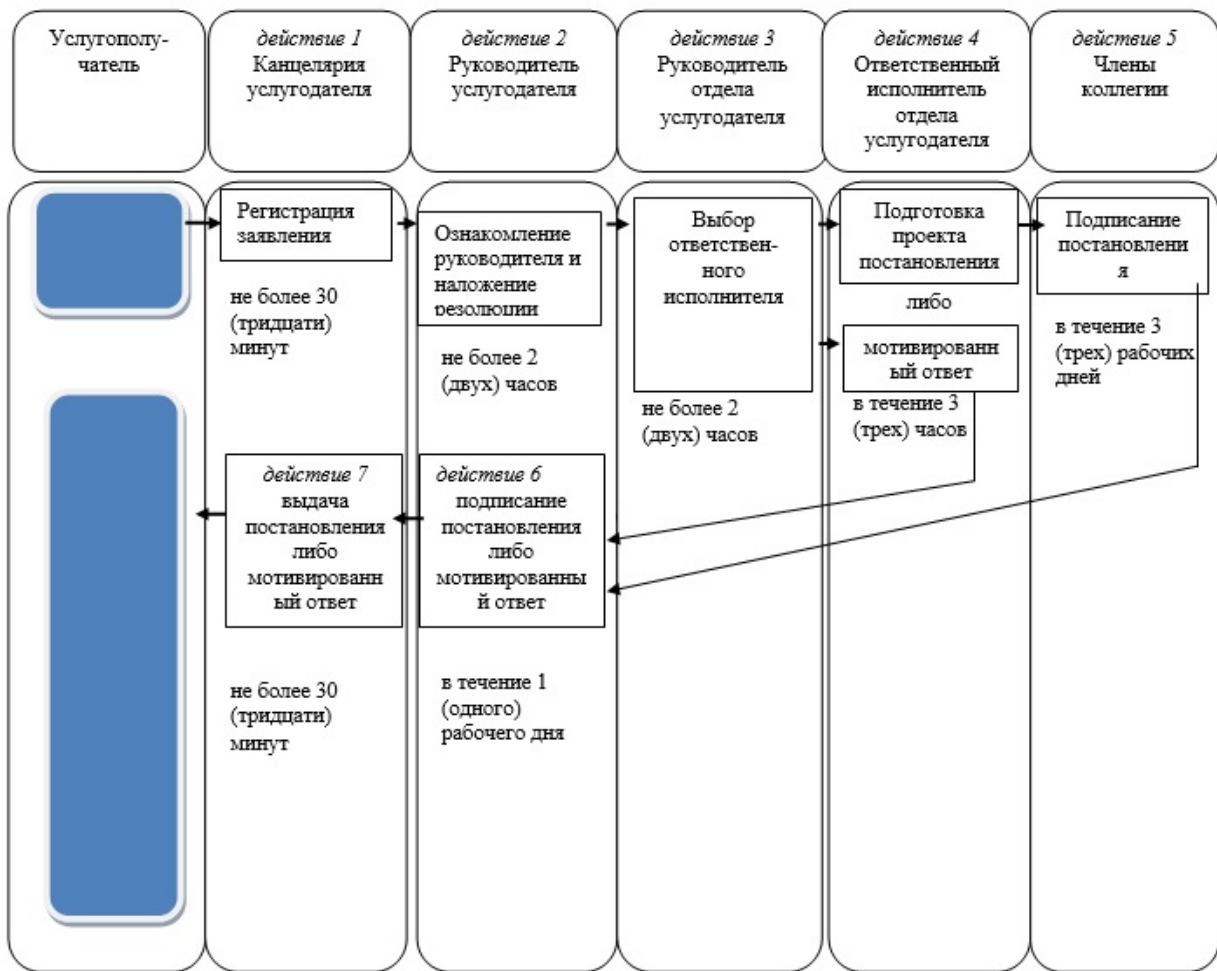 Услугополу-
чатель
действие 1
Канцелярия
услугодателя
действие 2
Руководитель
услугодателя
действие 3
Руководитель
отдела
услугодателя
действие 4
Ответственный
исполнитель
отдела
услугодателя
действие 5
Члены
коллегии
Регистрация
заявления
не более 30
(тридцати)
минут
Ознакомление
руководителя и
наложение
резолюции
не более 2
(двух) часов
Выбор
ответствен-
ного
исполнителя
не более 2
(двух) часов
Подготовка
проекта
постановления
либо
мотивированн
ый ответ
в течение 3
(трех) часов
Подписание
постановлени
я
в течение 3
(трех) рабочих
дней
действие 7
выдача
постановления
либо
мотивированн
ый ответ
не более 30
(тридцати)
минут
действие 6
подписание
постановления
либо
мотивированны
й ответ
в течение 1
(одного)
рабочего дня